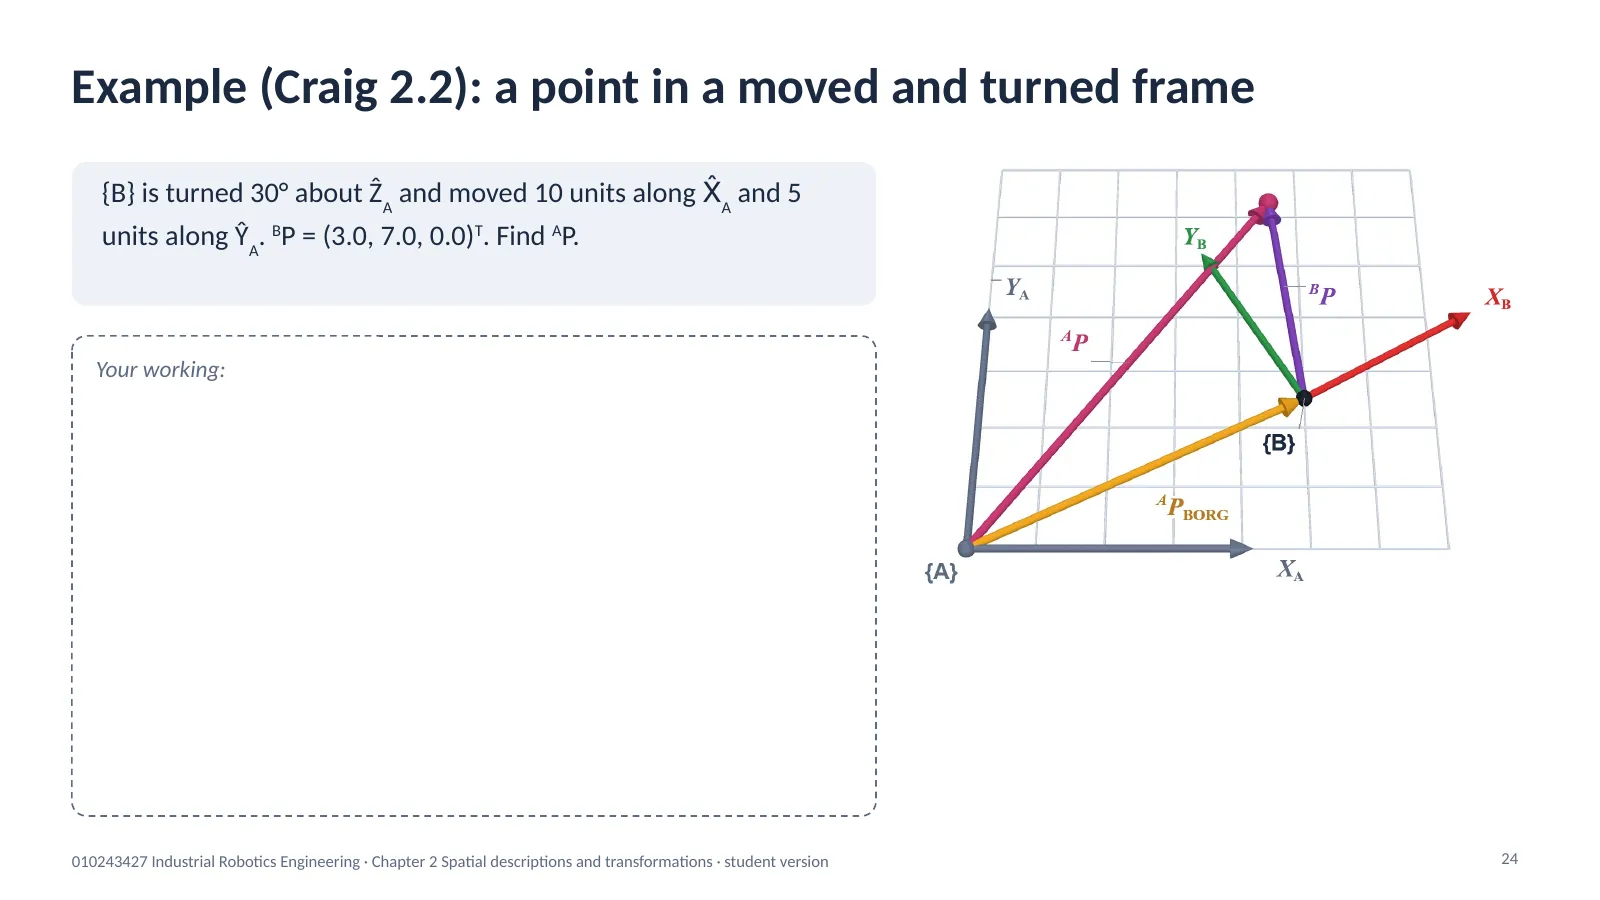 Example (Craig 2.2): a point in a moved and turned frame
{B} is turned 30° about Ẑ_A and moved 10 units along X̂_A and 5
units along Ŷ_A. ᴮP = (3.0, 7.0, 0.0)ᵀ. Find ᴬP.
Your working:
Y_B
Y_A
ᴮP
X_B
ᴬP
{B}
ᴬP_BORG
{A}
X_A
010243427 Industrial Robotics Engineering · Chapter 2 Spatial descriptions and transformations · student version
24